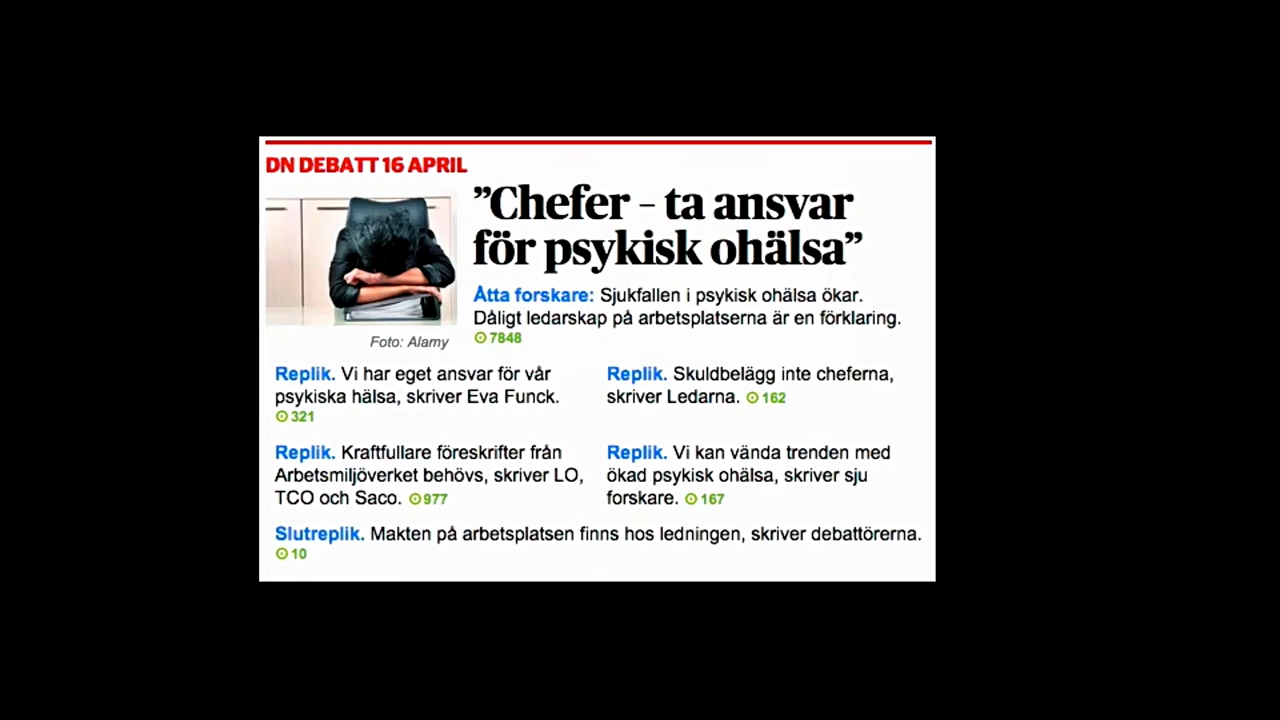 DN DEBATT 16 APRIL
”Chefer – ta ansvar
för psykisk ohälsa”
Åtta forskare: Sjukfallen i psykisk ohälsa ökar.
Dåligt ledarskap på arbetsplatserna är en förklaring.
7848
Foto: Alamy
Replik. Vi har eget ansvar för vår
psykiska hälsa, skriver Eva Funck.
321
Replik. Skuldbelägg inte cheferna,
skriver Ledarna. 162
Replik. Kraftfullare föreskrifter från
Arbetsmiljöverket behövs, skriver LO,
TCO och Saco. 977
Replik. Vi kan vända trenden med
ökad psykisk ohälsa, skriver sju
forskare. 167
Slutreplik. Makten på arbetsplatsen finns hos ledningen, skriver debattörerna.
10